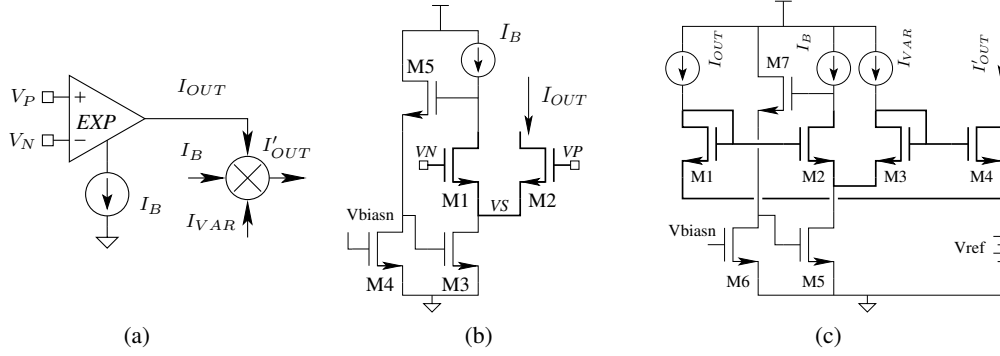 V_P
+
EXP
V_N
−
I_OUT
I_B
I'_OUT
I_B
I_VAR
(a)
I_B
M5
I_OUT
VN
VP
M1
VS
M2
Vbiasn
M4
M3
(b)
I_OUT
M7
I_B
I_VAR
I'_OUT
M1
M2
M3
M4
Vbiasn
Vref
M6
M5
(c)